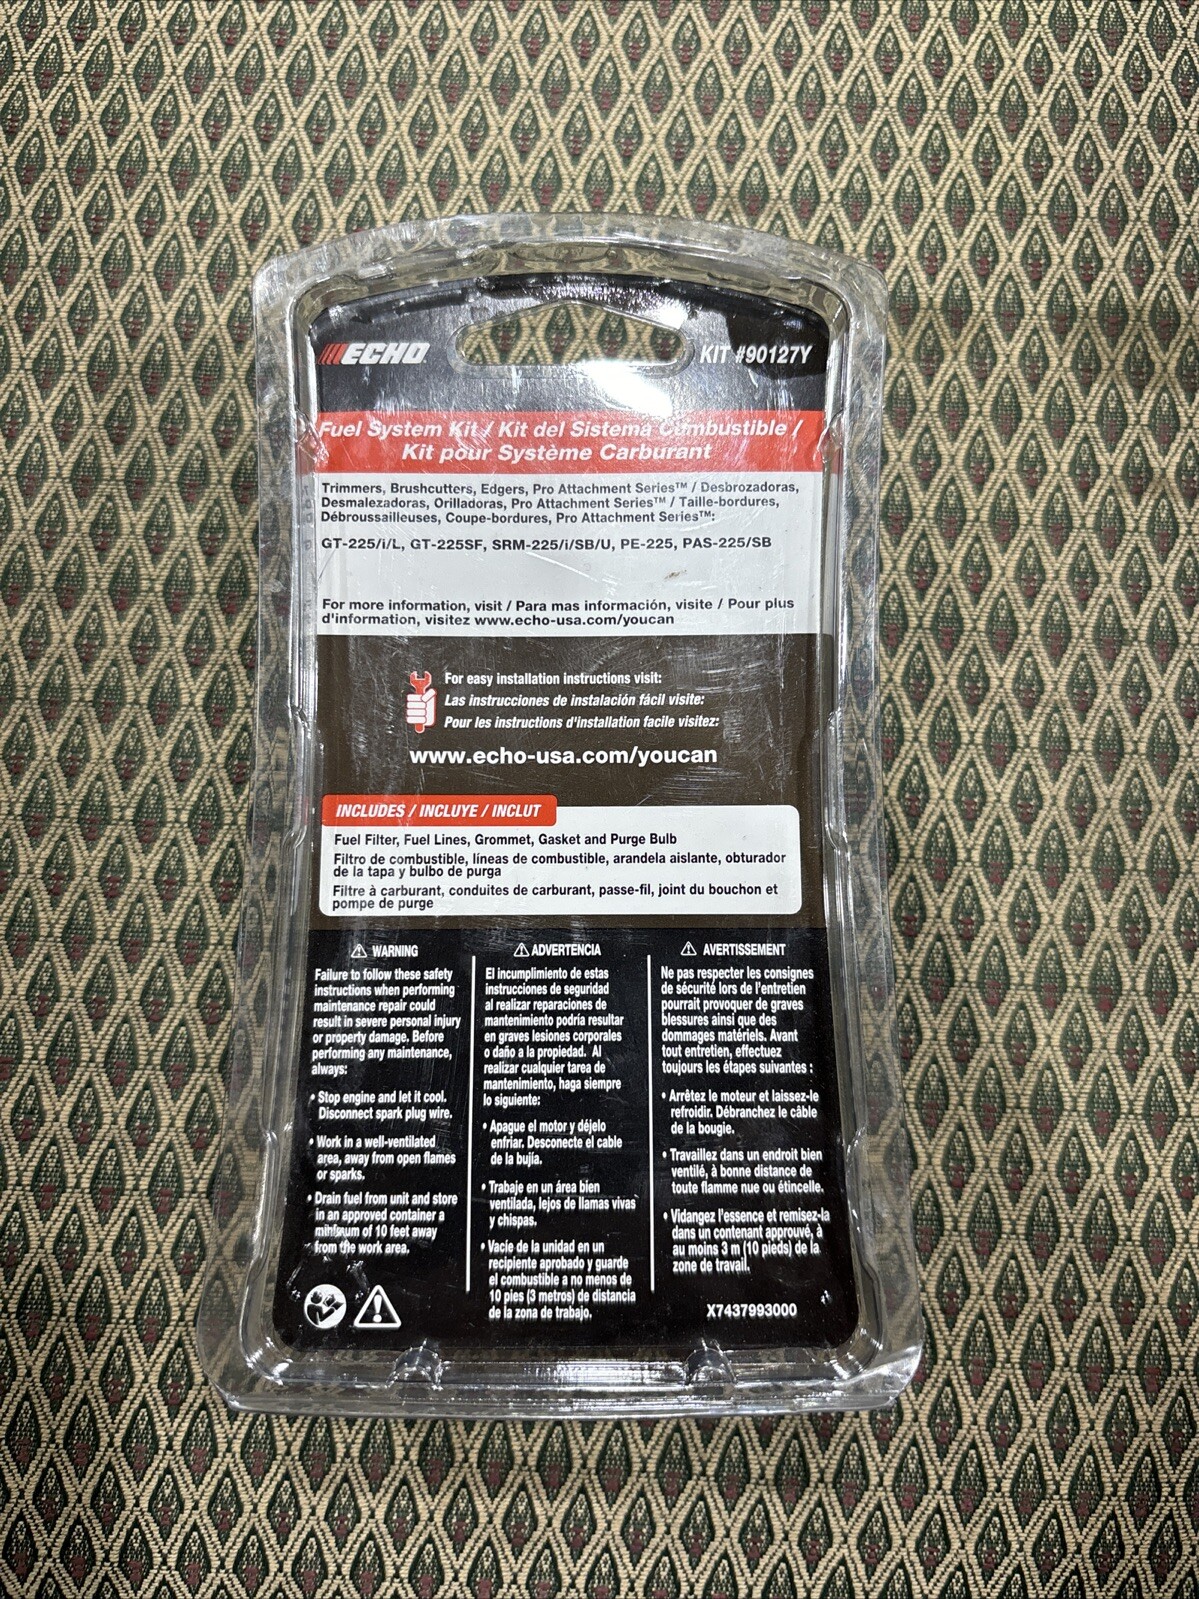 ECHO
KIT #90127Y
Fuel System Kit / Kit del Sistema Combustible /
Kit pour Système Carburant
Trimmers, Brushcutters, Edgers, Pro Attachment Series™ / Desbrozadoras,
Desmalezadoras, Orilladoras, Pro Attachment Series™ / Taille-bordures,
Débroussailleuses, Coupe-bordures, Pro Attachment Series™:
GT-225/i/L, GT-225SF, SRM-225/i/SB/U, PE-225, PAS-225/SB
For more information, visit / Para mas información, visite / Pour plus
d'information, visitez www.echo-usa.com/youcan
For easy installation instructions visit:
Las instrucciones de instalación fácil visite:
Pour les instructions d'installation facile visitez:
www.echo-usa.com/youcan
INCLUDES / INCLUYE / INCLUT
Fuel Filter, Fuel Lines, Grommet, Gasket and Purge Bulb
Filtro de combustible, líneas de combustible, arandela aislante, obturador
de la tapa y bulbo de purga
Filtre à carburant, conduites de carburant, passe-fil, joint du bouchon et
pompe de purge
WARNING
Failure to follow these safety
instructions when performing
maintenance repair could
result in severe personal injury
or property damage. Before
performing any maintenance,
always:
• Stop engine and let it cool.
Disconnect spark plug wire.
• Work in a well-ventilated
area, away from open flames
or sparks.
• Drain fuel from unit and store
in an approved container a
minimum of 10 feet away
from the work area.
ADVERTENCIA
El incumplimiento de estas
instrucciones de seguridad
al realizar reparaciones de
mantenimiento podría resultar
en graves lesiones corporales
o daño a la propiedad. Al
realizar cualquier tarea de
mantenimiento, haga siempre
lo siguiente:
• Apague el motor y déjelo
enfriar. Desconecte el cable
de la bujía.
• Trabaje en un área bien
ventilada, lejos de llamas vivas
y chispas.
• Vacie de la unidad en un
recipiente aprobado y guarde
el combustible a no menos de
10 pies (3 metros) de distancia
de la zona de trabajo.
AVERTISSEMENT
Ne pas respecter les consignes
de sécurité lors de l'entretien
pourrait provoquer de graves
blessures ainsi que des
dommages matériels. Avant
tout entretien, effectuez
toujours les étapes suivantes :
• Arrêtez le moteur et laissez-le
refroidir. Débranchez le câble
de la bougie.
• Travaillez dans un endroit bien
ventilé, à bonne distance de
toute flamme nue ou étincelle.
• Vidangez l'essence et remisez-la
dans un contenant approuvé, à
au moins 3 m (10 pieds) de la
zone de travail.
X7437993000